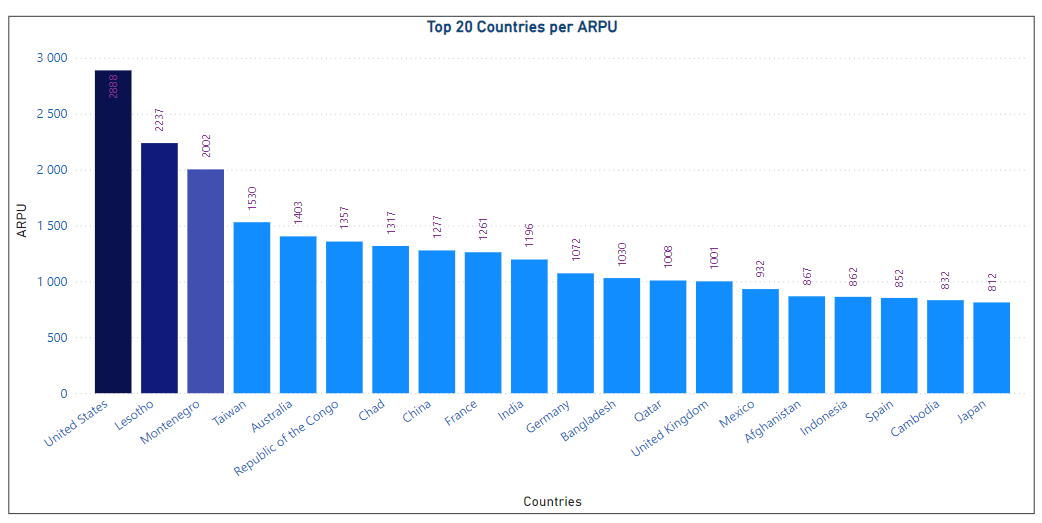 Top 20 Countries per ARPU
3 000
2 500
2 000
1 500
1 000
500
0
ARPU
2888
2237
2002
1530
1403
1357
1317
1277
1261
1196
1072
1030
1008
1001
932
867
862
852
832
812
United States
Lesotho
Montenegro
Taiwan
Australia
Republic of the Congo
Chad
China
France
India
Germany
Bangladesh
Qatar
United Kingdom
Mexico
Afghanistan
Indonesia
Spain
Cambodia
Japan
Countries